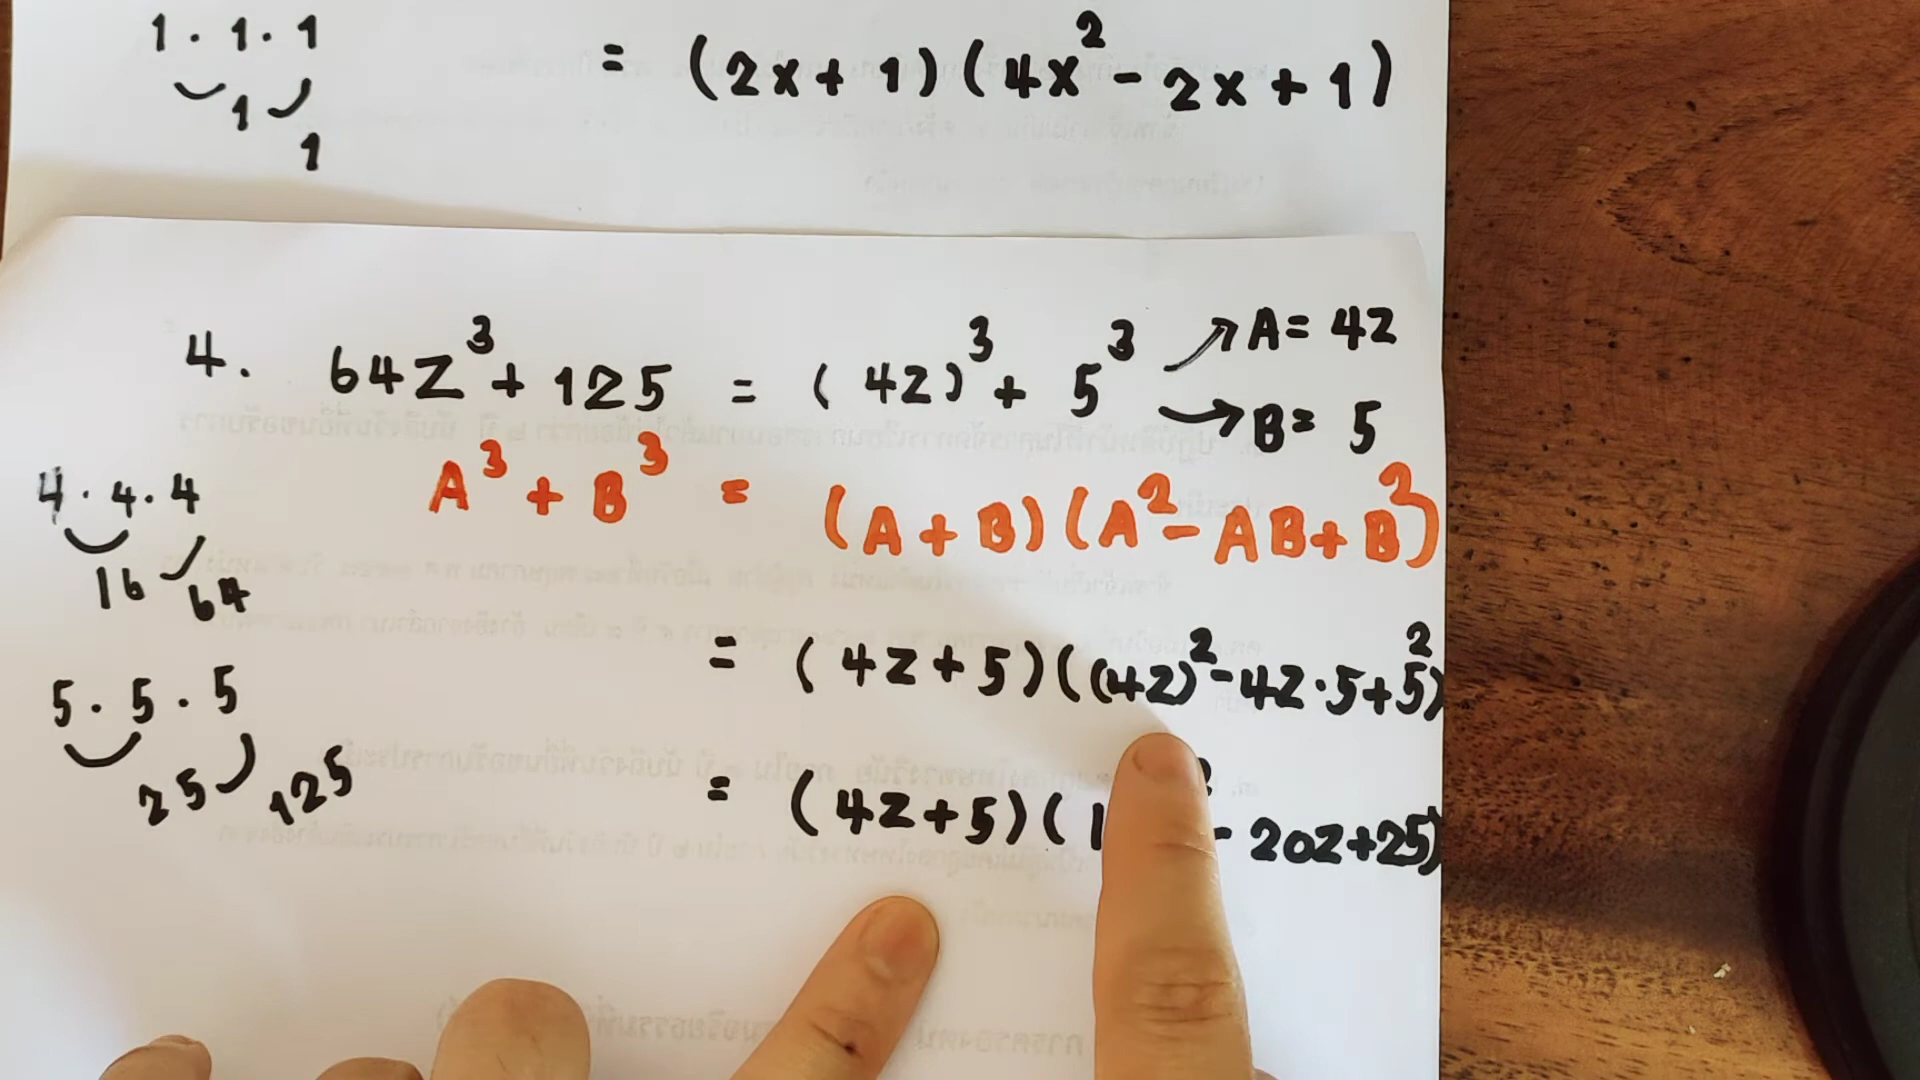 1 · 1 · 1
1
1
= (2x + 1)(4x² - 2x + 1)
4. 64Z³ + 125 = (4Z)³ + 5³ → A = 4Z
→ B = 5
A³ + B³ = (A + B)(A² - AB + B²)
4 · 4 · 4
16 64
= (4Z + 5)((4Z)² - 4Z · 5 + 5²)
5 · 5 · 5
25 125
= (4Z + 5)(1 - 20Z + 25)